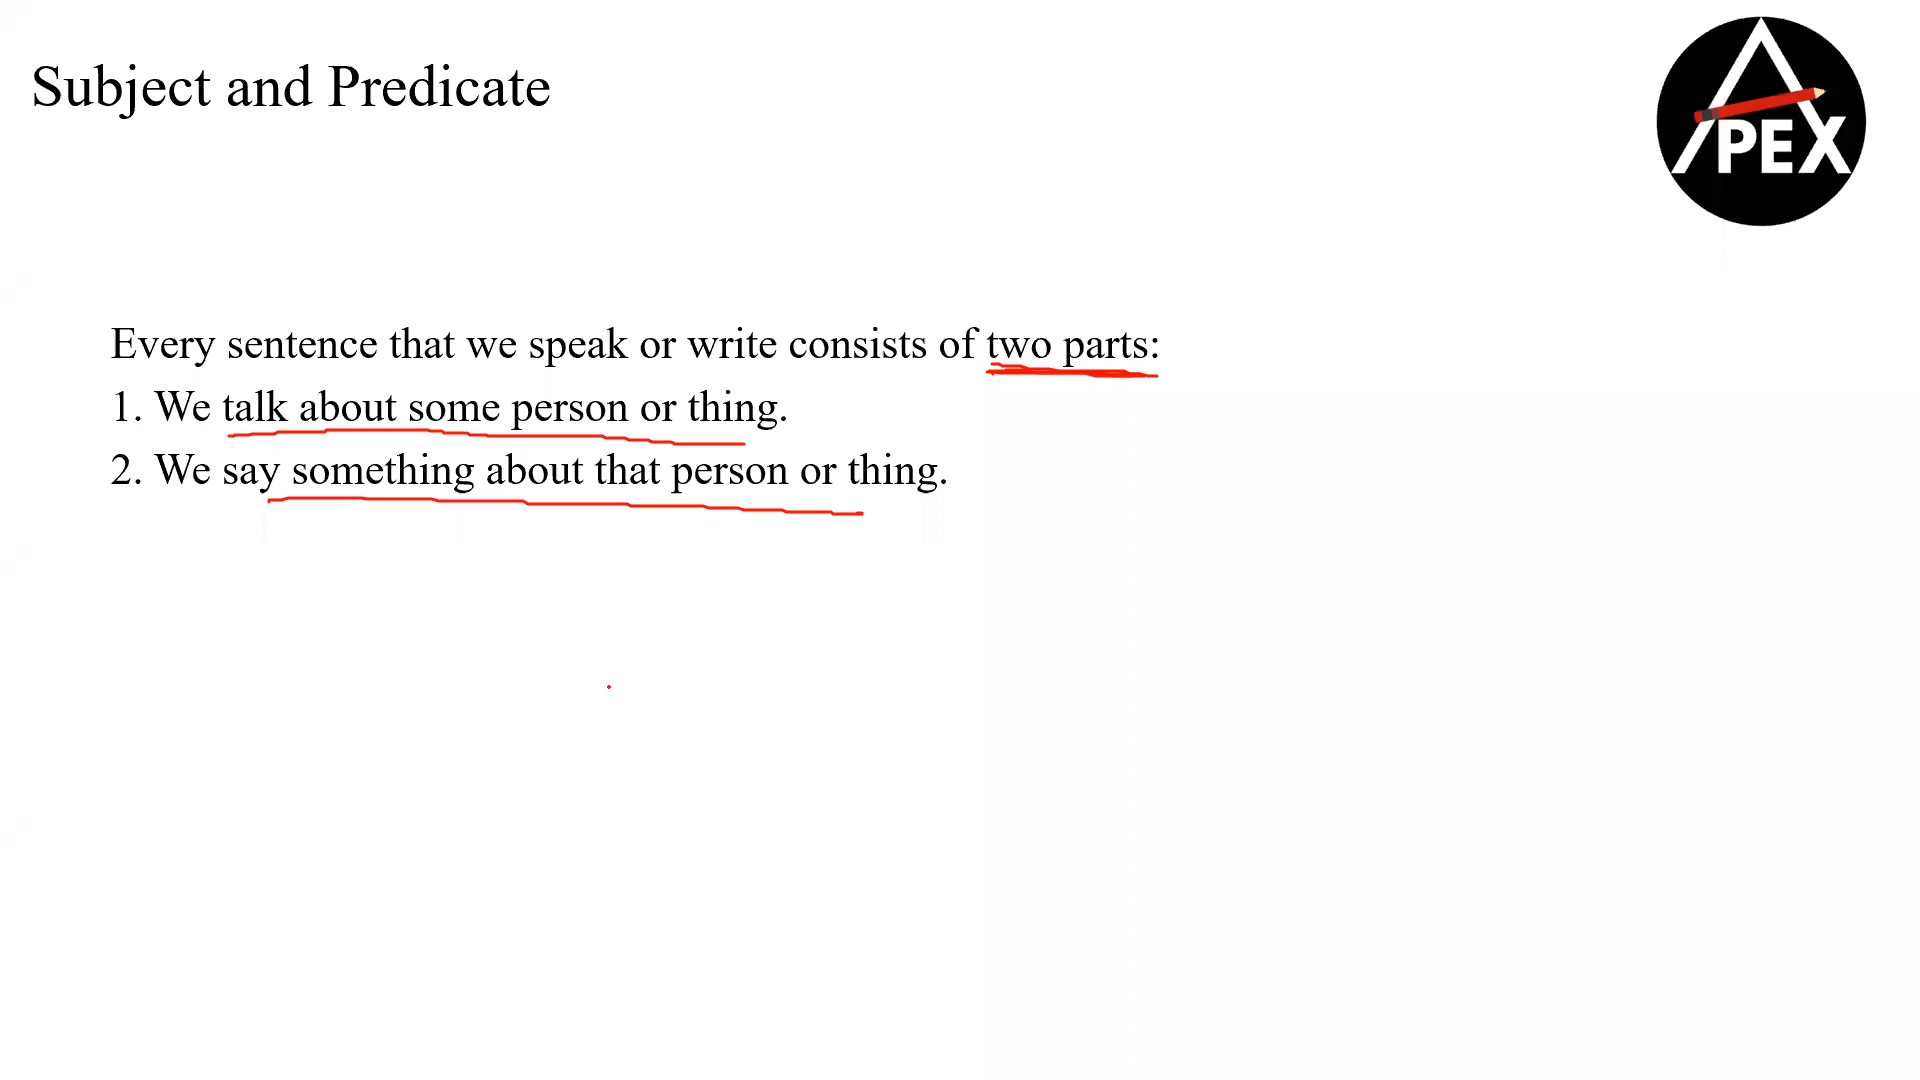 Subject and Predicate
APEX
Every sentence that we speak or write consists of two parts:
1. We talk about some person or thing.
2. We say something about that person or thing.